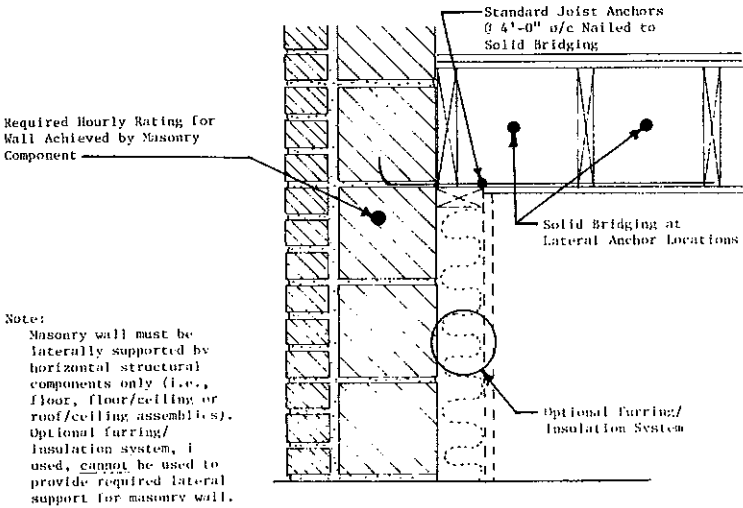 Standard Joist Anchors
@ 4'-0" o/c Nailed to
Solid Bridging
Required Hourly Rating for
Wall Achieved by Masonry
Component
Solid Bridging at
Lateral Anchor Locations
Note:
Masonry wall must be
laterally supported by
horizontal structural
components only (i.e.,
floor, floor/ceiling or
roof/ceiling assemblies).
Optional furring/
insulation system, i
used, cannot be used to
provide required lateral
support for masonry wall.
Optional furring/
Insulation System